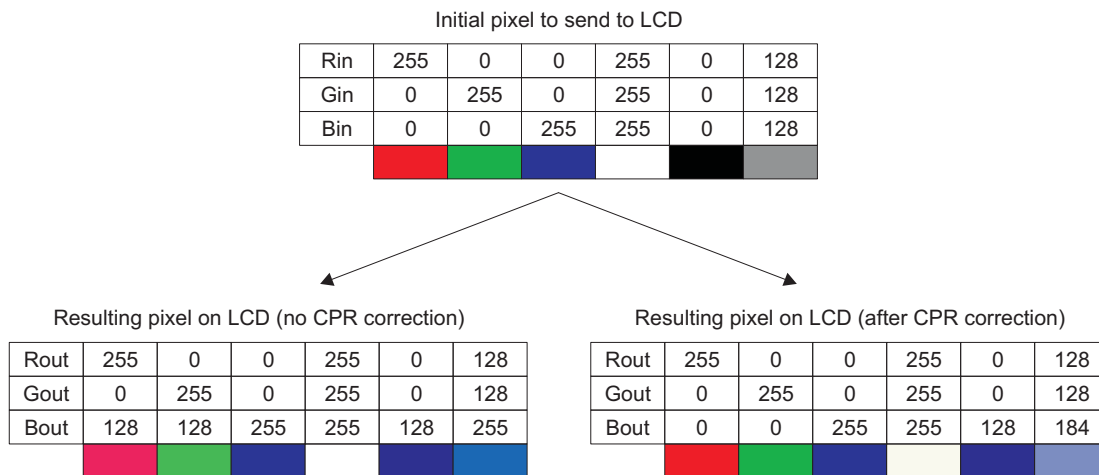 Initial pixel to send to LCD
Rin 255 0 0 255 0 128
Gin 0 255 0 255 0 128
Bin 0 0 255 255 0 128
Resulting pixel on LCD (no CPR correction)
Rout 255 0 0 255 0 128
Gout 0 255 0 255 0 128
Bout 128 128 255 255 128 255
Resulting pixel on LCD (after CPR correction)
Rout 255 0 0 255 0 128
Gout 0 255 0 255 0 128
Bout 0 0 255 255 128 184